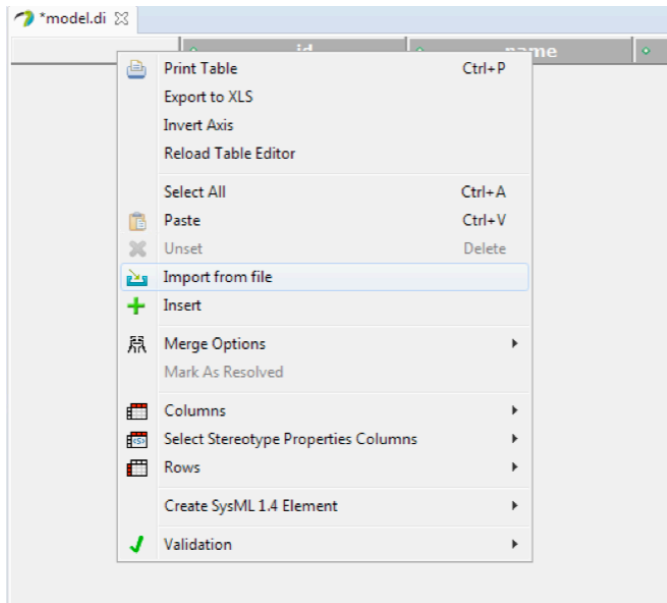 *model.di
id name
Print Table Ctrl+P
Export to XLS
Invert Axis
Reload Table Editor
Select All Ctrl+A
Paste Ctrl+V
Unset Delete
Import from file
Insert
Merge Options
Mark As Resolved
Columns
Select Stereotype Properties Columns
Rows
Create SysML 1.4 Element
Validation